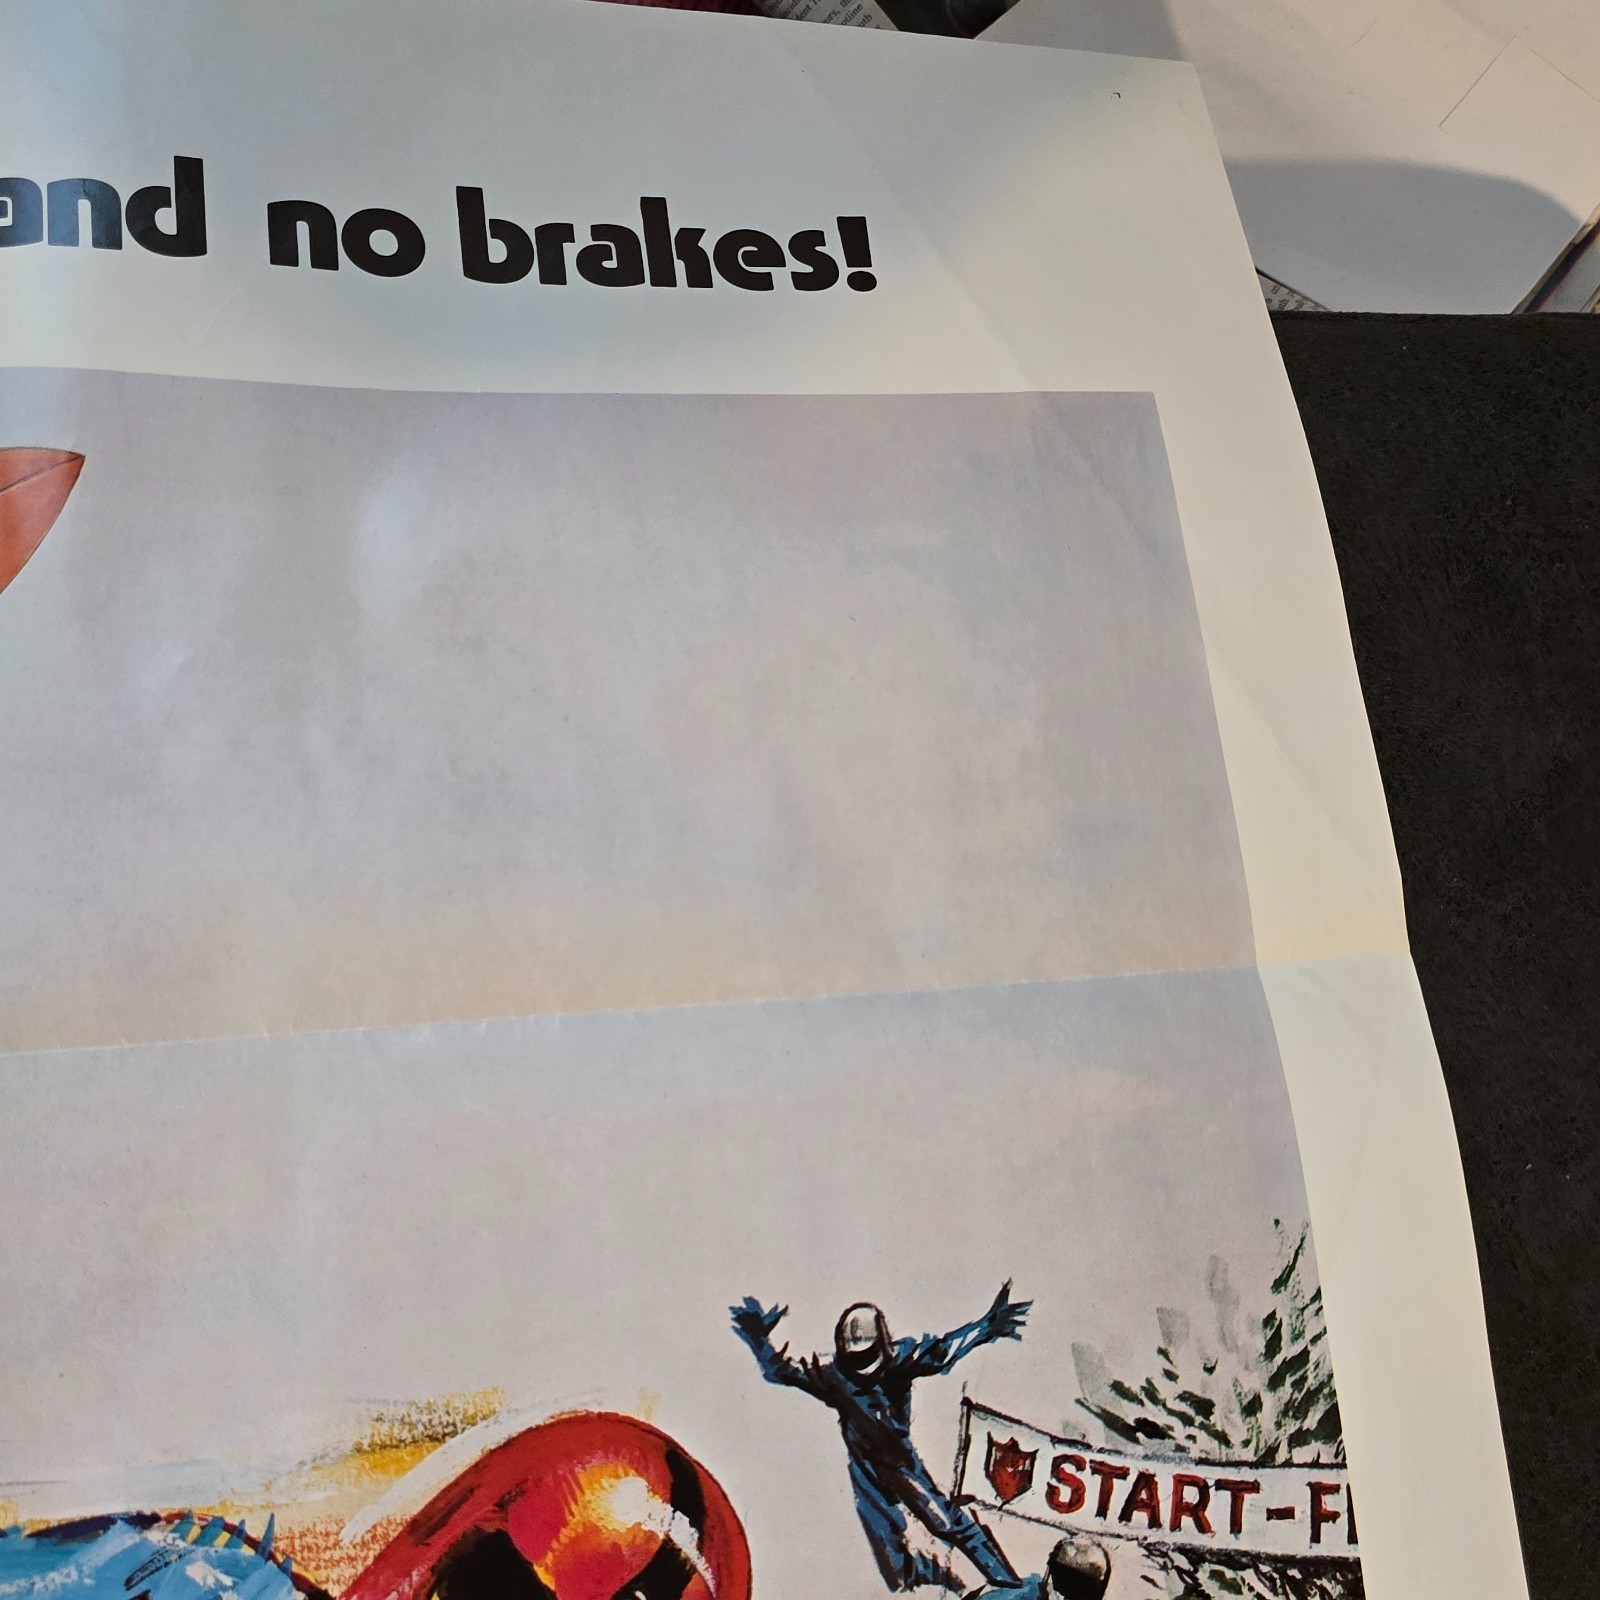 and no brakes!
START-F